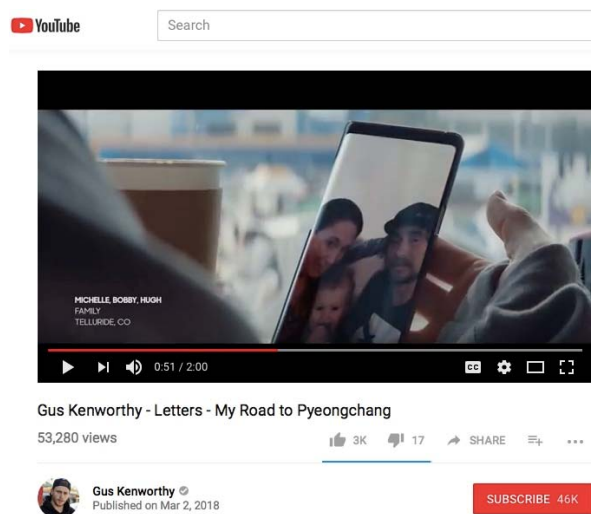 YouTube
Search
MICHELLE, BOBBY, HUGH
FAMILY
TELLURIDE, CO
0:51 / 2:00
CC
Gus Kenworthy - Letters - My Road to Pyeongchang
53,280 views
3K 17 SHARE
Gus Kenworthy
Published on Mar 2, 2018
SUBSCRIBE 46K